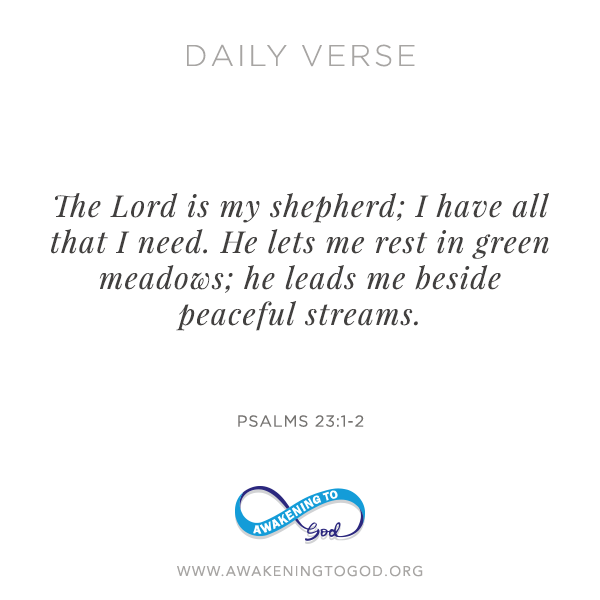 DAILY VERSE
The Lord is my shepherd; I have all
that I need. He lets me rest in green
meadows; he leads me beside
peaceful streams.
PSALMS 23:1-2
AWAKENING TO
God
WWW.AWAKENINGTOGOD.ORG